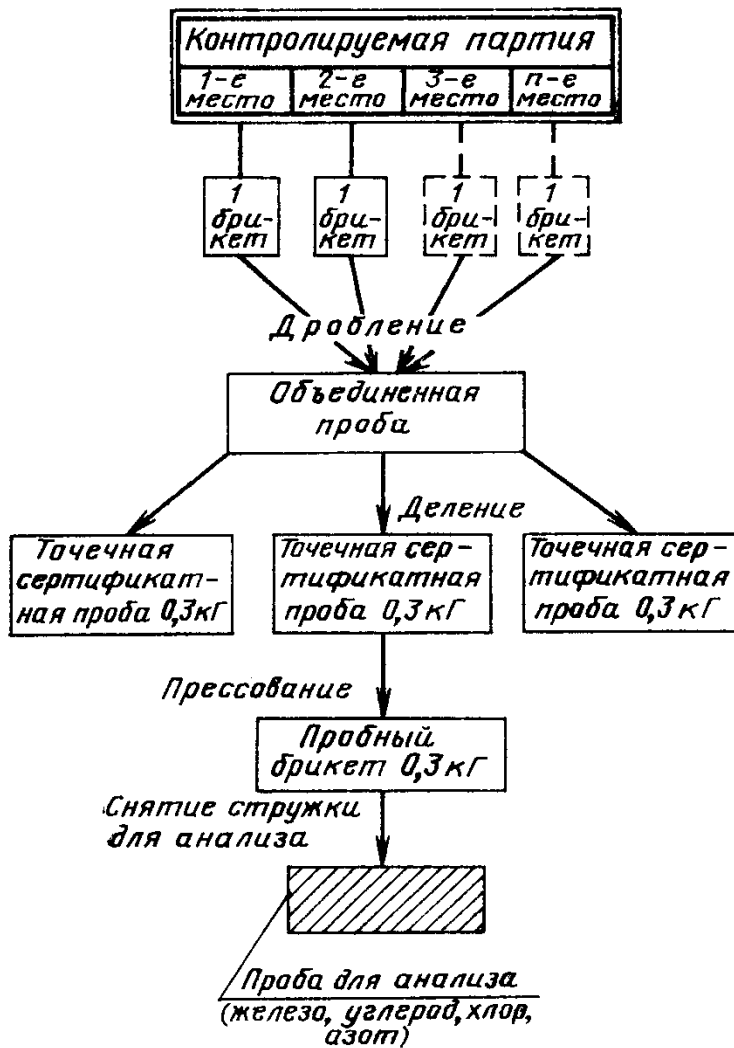 Контролируемая партия
1-е место
2-е место
3-е место
п-е место
1 бри- кет
1 бри- кет
1 бри- кет
1 бри- кет
Дробление
Объединенная
проба
Деление
Точечная
сертификат-
ная проба 0,3кГ
Точечная сер-
тификатная
проба 0,3кГ
Точечная сер-
тификатная
проба 0,3кГ
Прессование
Пробный
брикет 0,3кГ
Снятие стружки
для анализа
Проба для анализа
(железо, углерод, хлор,
азот)